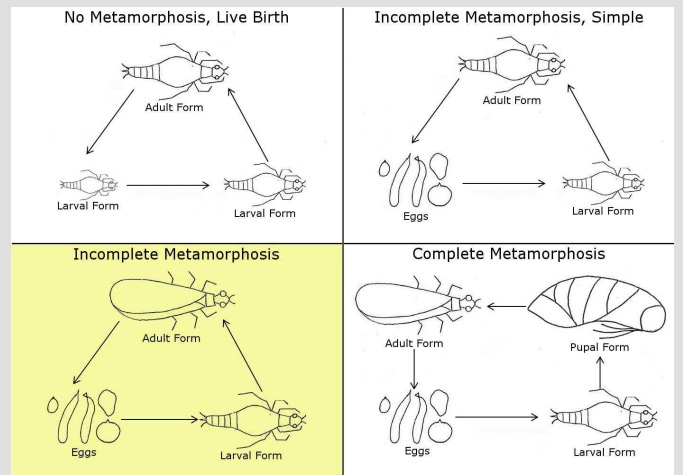 No Metamorphosis, Live Birth
Adult Form
Larval Form
Larval Form
Incomplete Metamorphosis, Simple
Adult Form
Eggs
Larval Form
Incomplete Metamorphosis
Adult Form
Eggs
Larval Form
Complete Metamorphosis
Adult Form
Pupal Form
Eggs
Larval Form